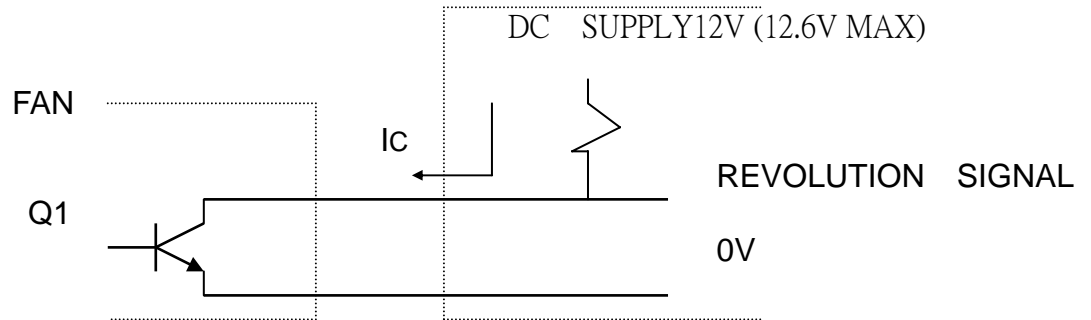 DC SUPPLY12V (12.6V MAX)
FAN
IC
REVOLUTION SIGNAL
Q1
0V